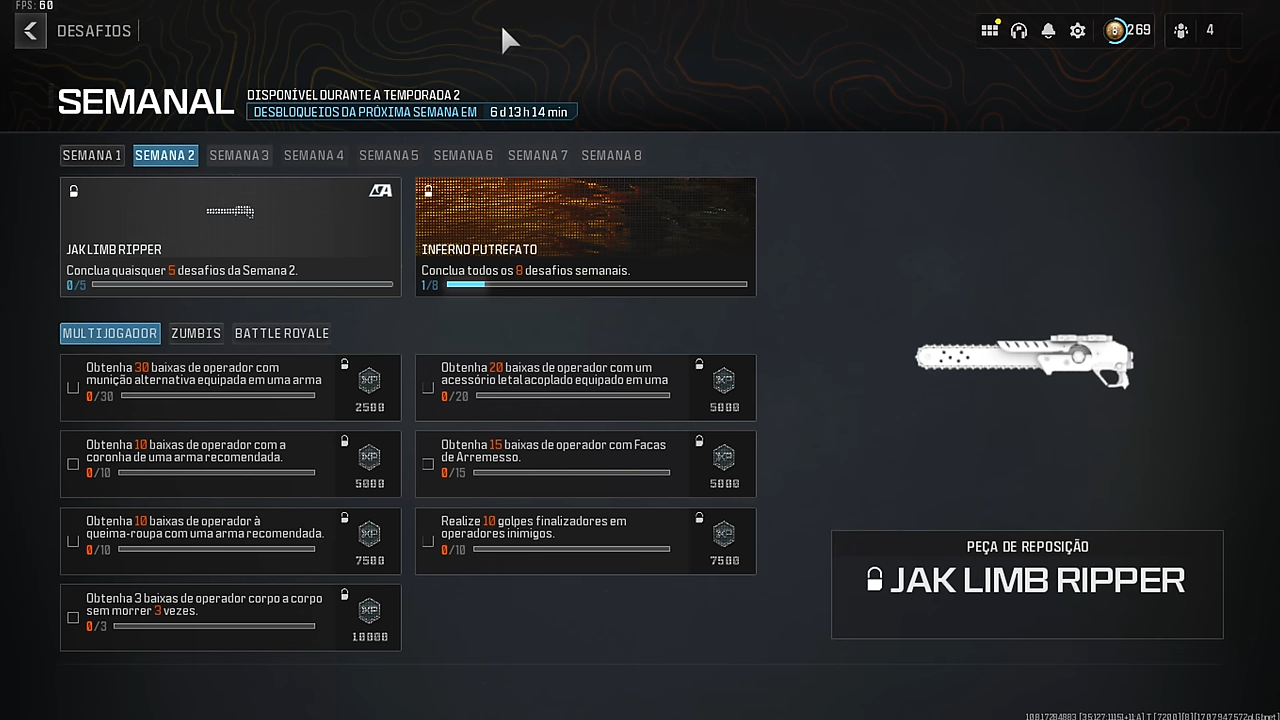 FPS: 60
DESAFIOS
269
4
SEMANAL
DISPONÍVEL DURANTE A TEMPORADA 2
DESBLOQUEIOS DA PRÓXIMA SEMANA EM 6 d 13 h 14 min
SEMANA 1 SEMANA 2 SEMANA 3 SEMANA 4 SEMANA 5 SEMANA 6 SEMANA 7 SEMANA 8
JAK LIMB RIPPER
Conclua quaisquer 5 desafios da Semana 2.
0/5
INFERNO PUTREFATO
Conclua todos os 8 desafios semanais.
1/8
MULTIJOGADOR ZUMBIS BATTLE ROYALE
Obtenha 30 baixas de operador com
munição alternativa equipada em uma arma
0/30
XP
2500
Obtenha 20 baixas de operador com um
acessório letal acoplado equipado em uma
0/20
XP
5000
Obtenha 10 baixas de operador com a
coronha de uma arma recomendada.
0/10
XP
5000
Obtenha 15 baixas de operador com Facas
de Arremesso.
0/15
XP
5000
Obtenha 10 baixas de operador à
queima-roupa com uma arma recomendada.
0/10
XP
7500
Realize 10 golpes finalizadores em
operadores inimigos.
0/10
XP
7500
Obtenha 3 baixas de operador corpo a corpo
sem morrer 3 vezes.
0/3
XP
10000
PEÇA DE REPOSIÇÃO
JAK LIMB RIPPER